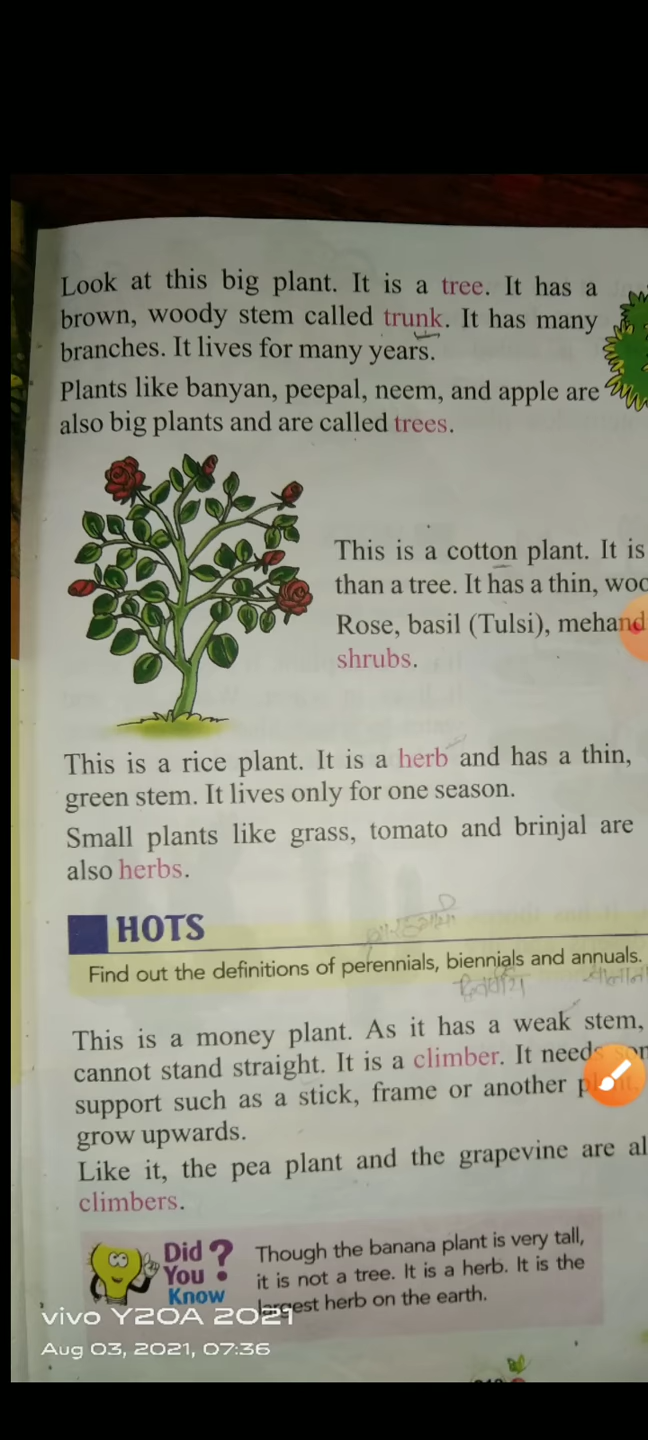 Look at this big plant. It is a tree. It has a
brown, woody stem called trunk. It has many
branches. It lives for many years.
Plants like banyan, peepal, neem, and apple are
also big plants and are called trees.
This is a cotton plant. It is
than a tree. It has a thin,
Rose, basil (Tulsi),
shrubs.
This is a rice plant. It is a herb and has a thin,
green stem. It lives only for one season.
Small plants like grass, tomato and brinjal are
also herbs.
HOTS
Find out the definitions of perennials, biennials and annuals.
This is a money plant. As it has a weak stem,
cannot stand straight. It is a climber. It needs
support such as a stick, frame or another
grow upwards.
Like it, the pea plant and the grapevine are
climbers.
Did You Know ?
Though the banana plant is very tall,
it is not a tree. It is a herb. It is the
largest herb on the earth.
vivo Y20A 2021
Aug 03, 2021, 07:36